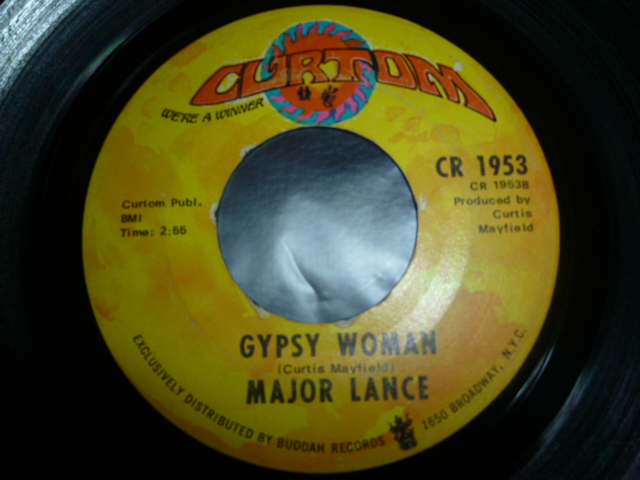 CURTOM
WE'RE A WINNER
CR 1953
CR 1953B
Produced by
Curtis
Mayfield
Curtom Publ.
BMI
Time: 2:55
GYPSY WOMAN
(Curtis Mayfield)
MAJOR LANCE
EXCLUSIVELY DISTRIBUTED BY BUDDAH RECORDS 1650 BROADWAY, N.Y.C.